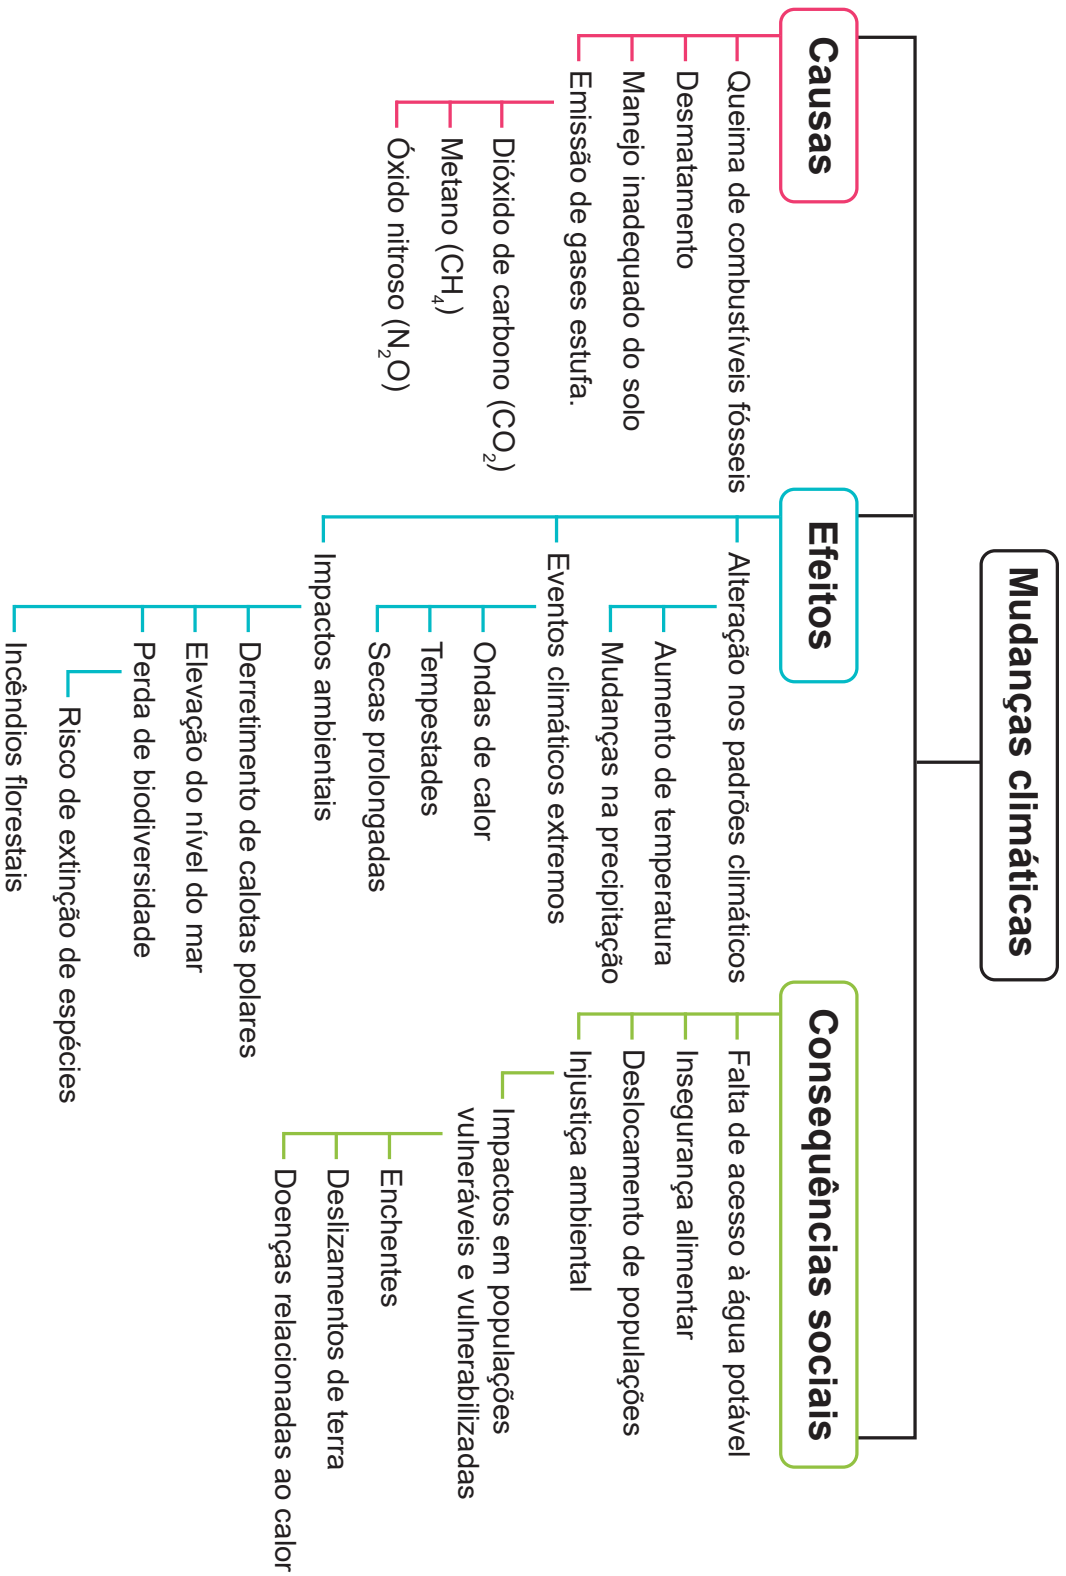 Mudanças climáticas
Causas
Queima de combustíveis fósseis
Desmatamento
Manejo inadequado do solo
Emissão de gases estufa.
Dióxido de carbono (CO₂)
Metano (CH₄)
Óxido nitroso (N₂O)
Efeitos
Alteração nos padrões climáticos
Aumento de temperatura
Mudanças na precipitação
Eventos climáticos extremos
Ondas de calor
Tempestades
Secas prolongadas
Impactos ambientais
Derretimento de calotas polares
Elevação do nível do mar
Perda de biodiversidade
Risco de extinção de espécies
Incêndios florestais
Consequências sociais
Falta de acesso à água potável
Insegurança alimentar
Deslocamento de populações
Injustiça ambiental
Impactos em populações
vulneráveis e vulnerabilizadas
Enchentes
Deslizamentos de terra
Doenças relacionadas ao calor